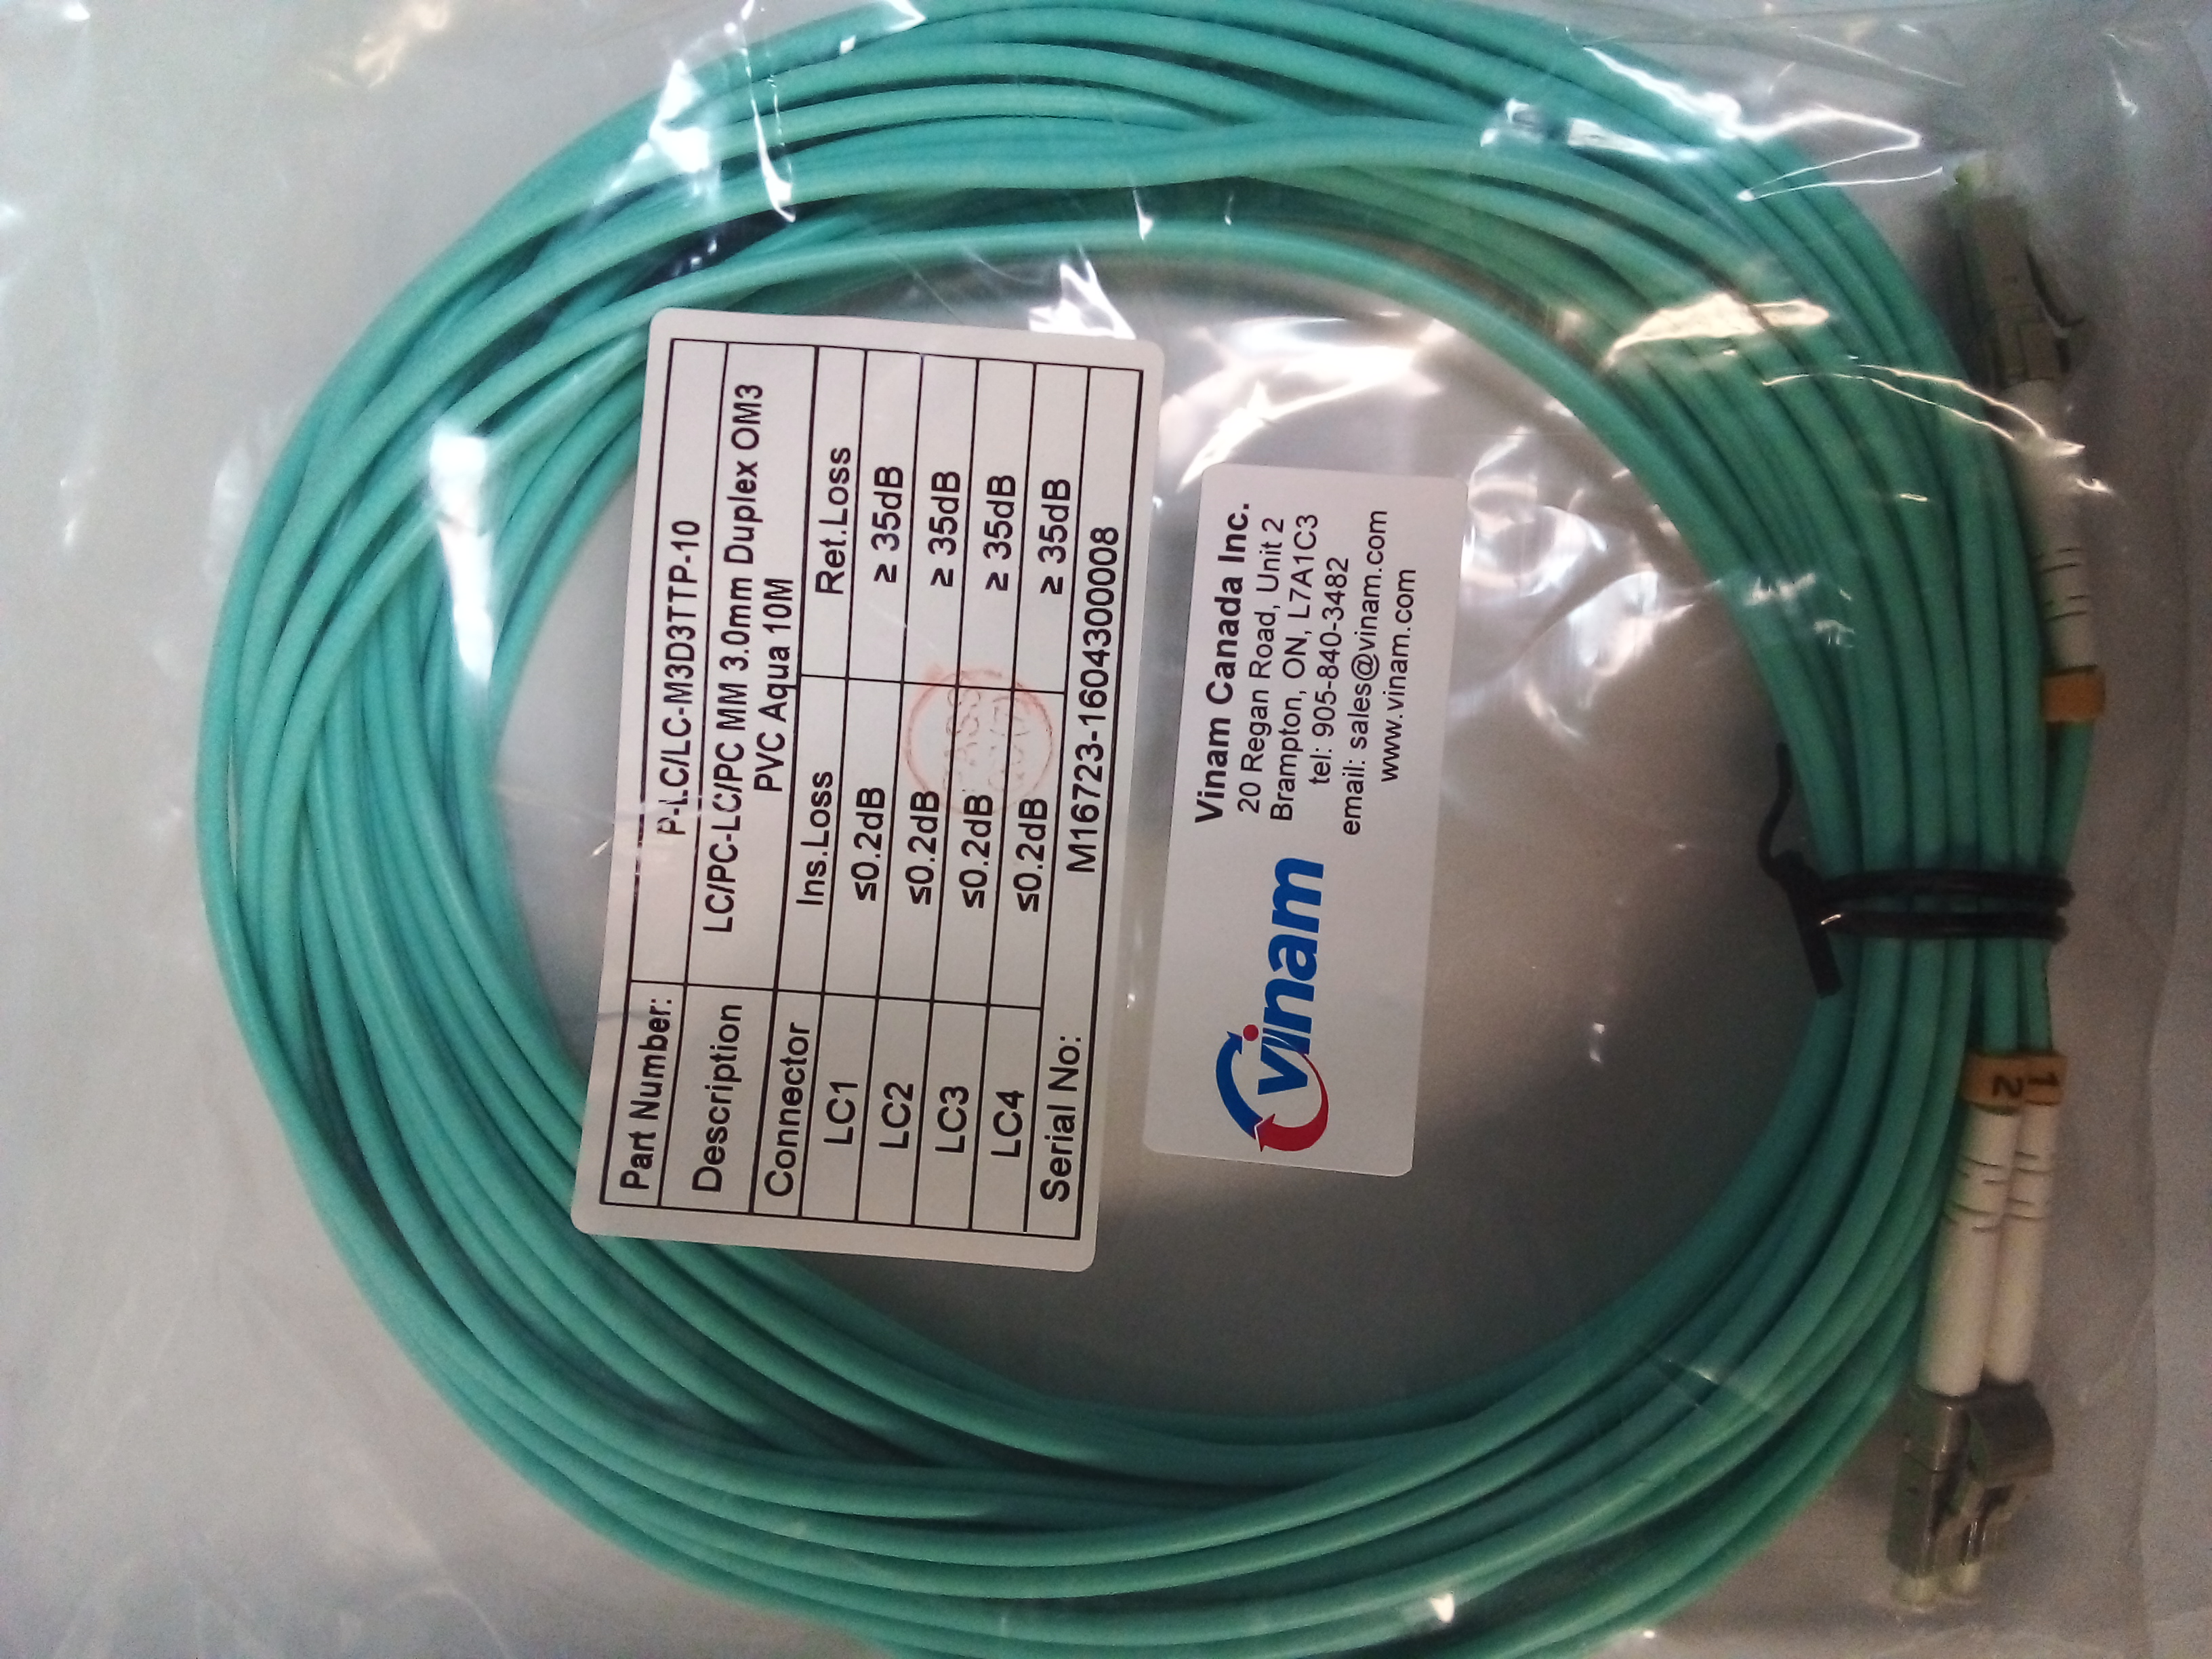 Part Number: P-LC/LC-M3D3TTP-10
Description LC/PC-LC/PC MM 3.0mm Duplex OM3
PVC Aqua 10M
Connector Ins.Loss Ret.Loss
LC1 ≤0.2dB ≥ 35dB
LC2 ≤0.2dB ≥ 35dB
LC3 ≤0.2dB ≥ 35dB
LC4 ≤0.2dB ≥ 35dB
Serial No: M16723-1604300008
vinam
Vinam Canada Inc.
20 Regan Road, Unit 2
Brampton, ON, L7A1C3
tel: 905-840-3482
email: sales@vinam.com
www.vinam.com
2
1